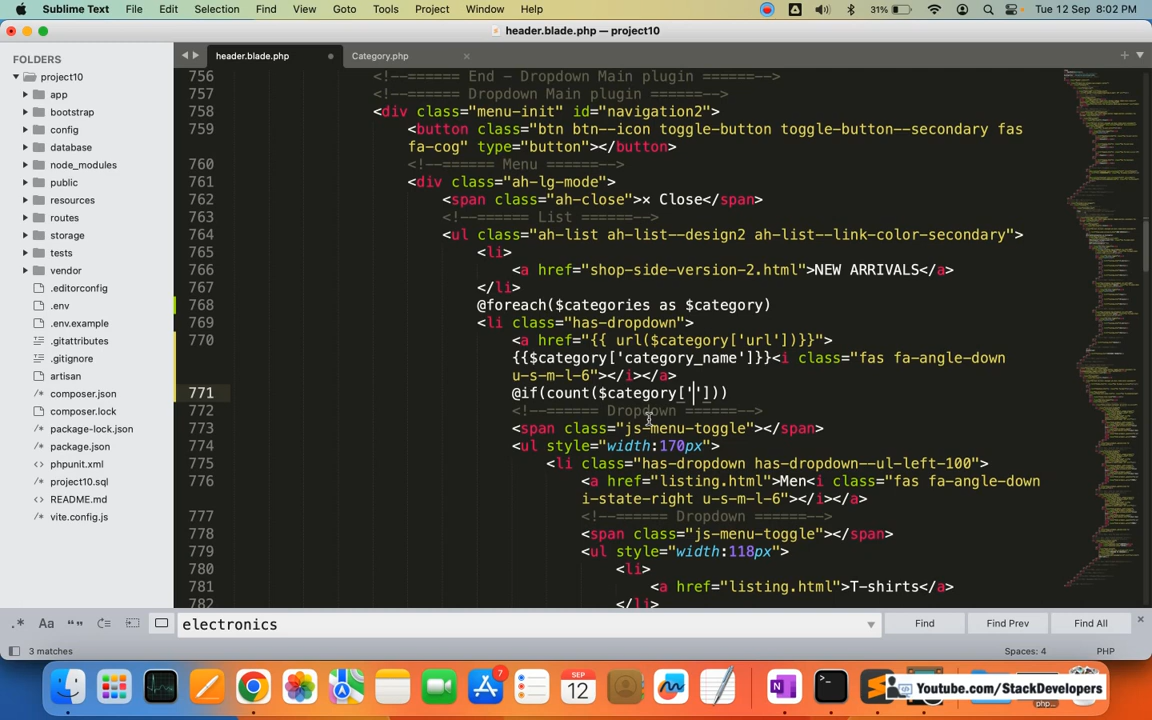 Sublime Text File Edit Selection Find View Goto Tools Project Window Help 31% Tue 12 Sep 8:02 PM
header.blade.php — project10
FOLDERS
project10
app
bootstrap
config
database
node_modules
public
resources
routes
storage
tests
vendor
.editorconfig
.env
.env.example
.gitattributes
.gitignore
artisan
composer.json
composer.lock
package-lock.json
package.json
phpunit.xml
project10.sql
README.md
vite.config.js
header.blade.php Category.php
756 <!--====== End - Dropdown Main plugin ======-->
757 <!--====== Dropdown Main plugin ======-->
758 <div class="menu-init" id="navigation2">
759 <button class="btn btn--icon toggle-button toggle-button--secondary fas
fa-cog" type="button"></button>
760 <!--====== Menu ======-->
761 <div class="ah-lg-mode">
762 <span class="ah-close">✕ Close</span>
763 <!--====== List ======-->
764 <ul class="ah-list ah-list--design2 ah-list--link-color-secondary">
765 <li>
766 <a href="shop-side-version-2.html">NEW ARRIVALS</a>
767 </li>
768 @foreach($categories as $category)
769 <li class="has-dropdown">
770 <a href="{{ url($category['url'])}}">
{{$category['category_name']}}<i class="fas fa-angle-down
u-s-m-l-6"></i></a>
771 @if(count($category['']))
772 <!--====== Dropdown ======-->
773 <span class="js-menu-toggle"></span>
774 <ul style="width:170px">
775 <li class="has-dropdown has-dropdown--ul-left-100">
776 <a href="listing.html">Men<i class="fas fa-angle-down
i-state-right u-s-m-l-6"></i></a>
777 <!--====== Dropdown ======-->
778 <span class="js-menu-toggle"></span>
779 <ul style="width:118px">
780 <li>
781 <a href="listing.html">T-shirts</a>
782 </li>
.* Aa “” electronics Find Find Prev Find All
3 matches Spaces: 4 PHP
SEP
12
7
Youtube.com/StackDevelopers
php...